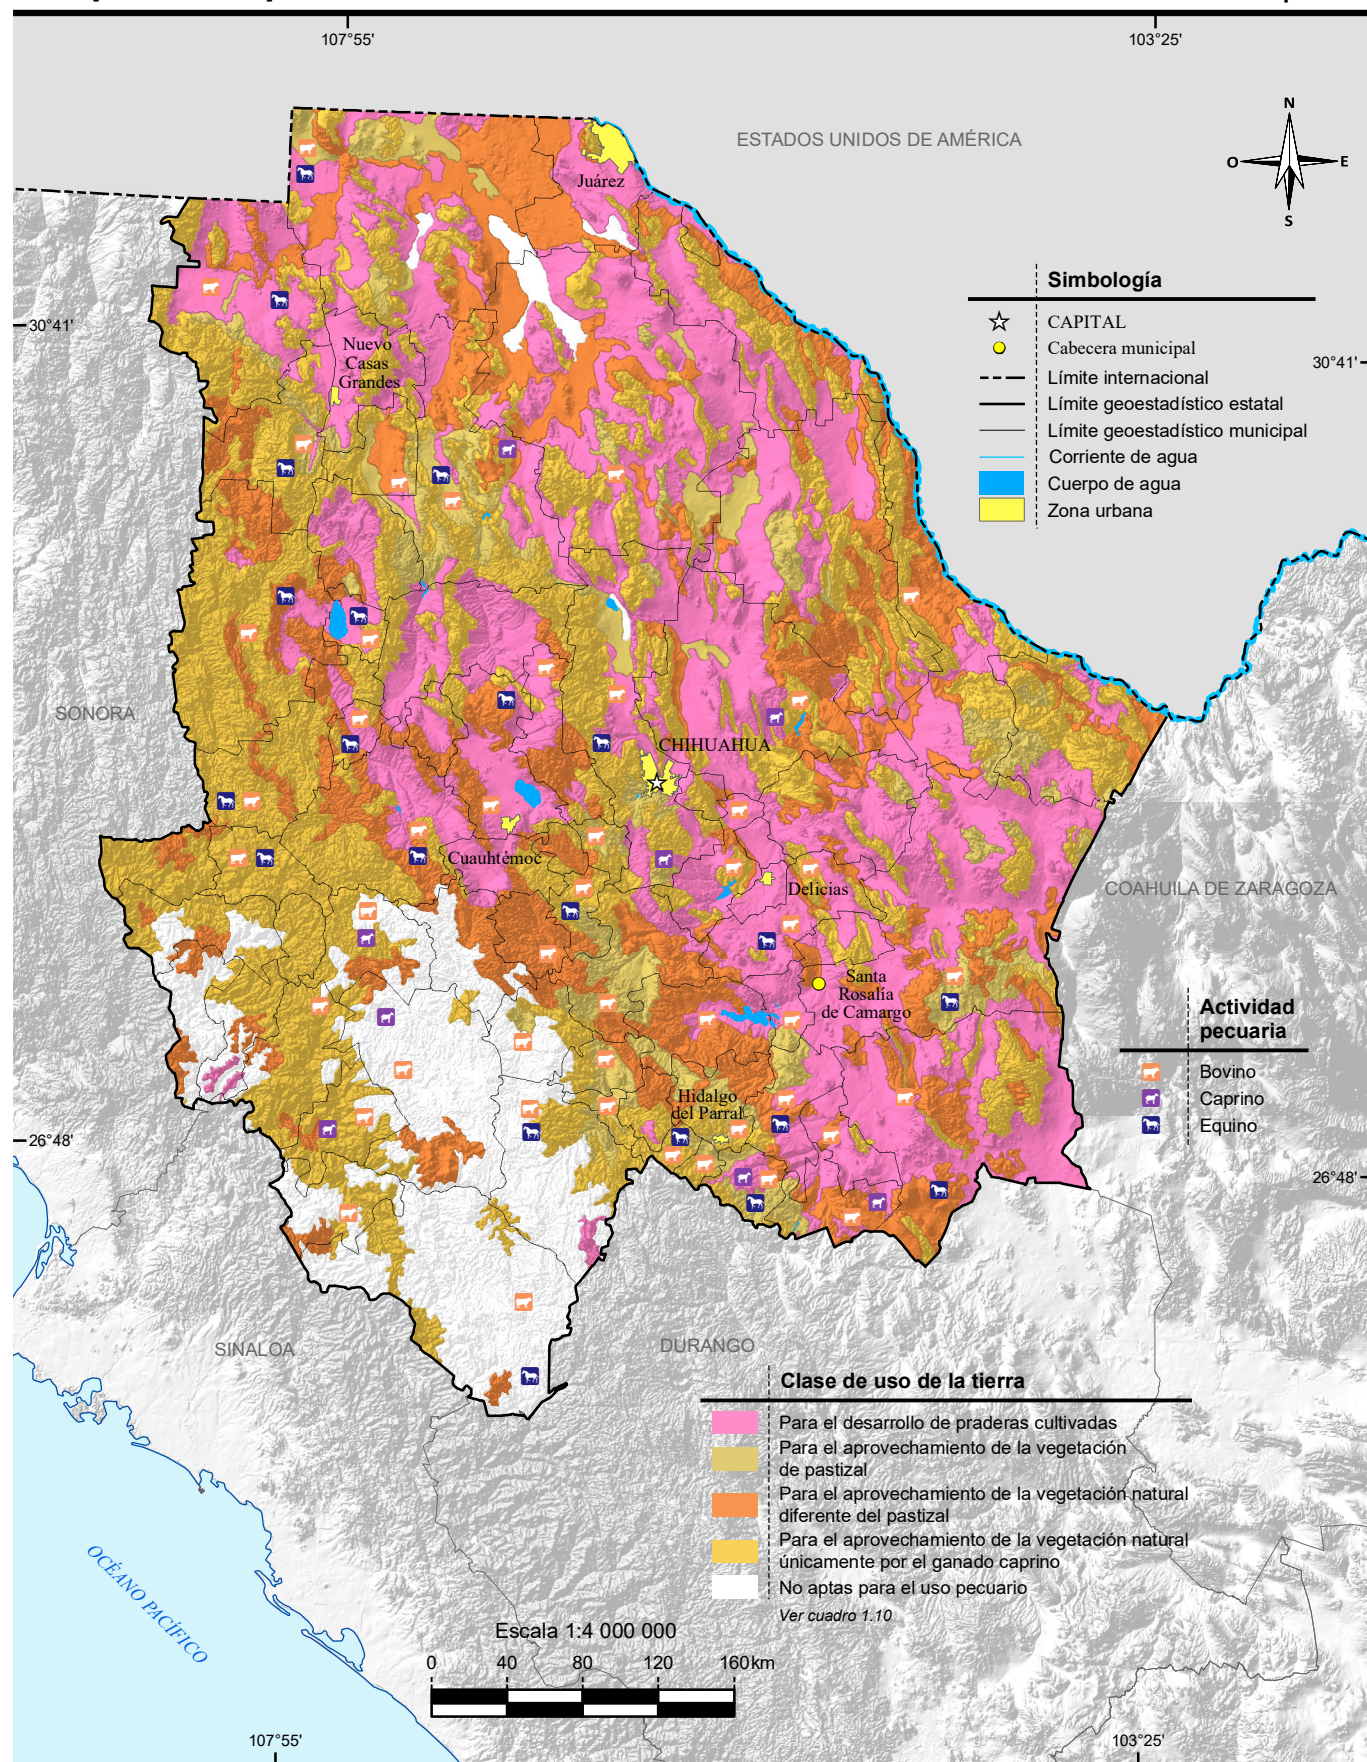 107°55'
103°25'
ESTADOS UNIDOS DE AMÉRICA
N
O
E
S
Juárez
Simbología
CAPITAL
Cabecera municipal
Límite internacional
Límite geoestadístico estatal
Límite geoestadístico municipal
Corriente de agua
Cuerpo de agua
Zona urbana
30°41'
30°41'
Nuevo
Casas
Grandes
SONORA
CHIHUAHUA
Cuauhtémoc
Delicias
COAHUILA DE ZARAGOZA
Santa
Rosalía
de Camargo
Actividad
pecuaria
Bovino
Caprino
Equino
Hidalgo
del Parral
26°48'
26°48'
SINALOA
DURANGO
Clase de uso de la tierra
Para el desarrollo de praderas cultivadas
Para el aprovechamiento de la vegetación
de pastizal
Para el aprovechamiento de la vegetación natural
diferente del pastizal
Para el aprovechamiento de la vegetación natural
únicamente por el ganado caprino
No aptas para el uso pecuario
Ver cuadro 1.10
OCÉANO PACÍFICO
Escala 1:4 000 000
0 40 80 120 160km
107°55'
103°25'